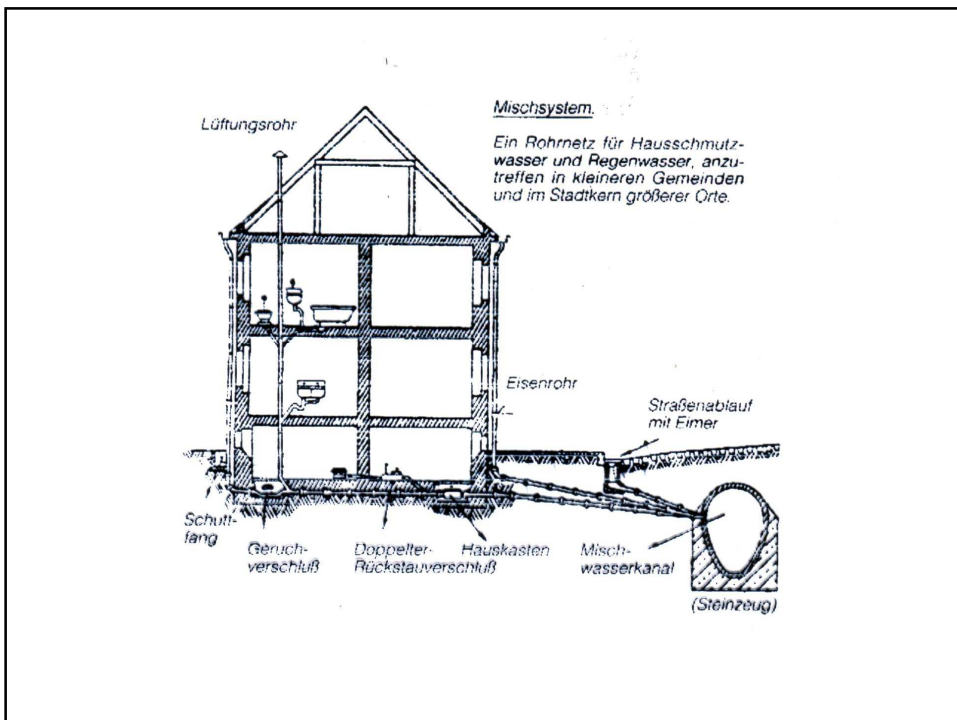 Mischsystem.
Ein Rohrnetz für Hausschmutz-
wasser und Regenwasser, anzu-
treffen in kleineren Gemeinden
und im Stadtkern größerer Orte.
Lüftungsrohr
Eisenrohr
Straßenablauf
mit Eimer
Schutt-
fang
Geruch-
verschluß
Doppelter-
Rückstauverschluß
Hauskasten
Misch-
wasserkanal
(Steinzeug)